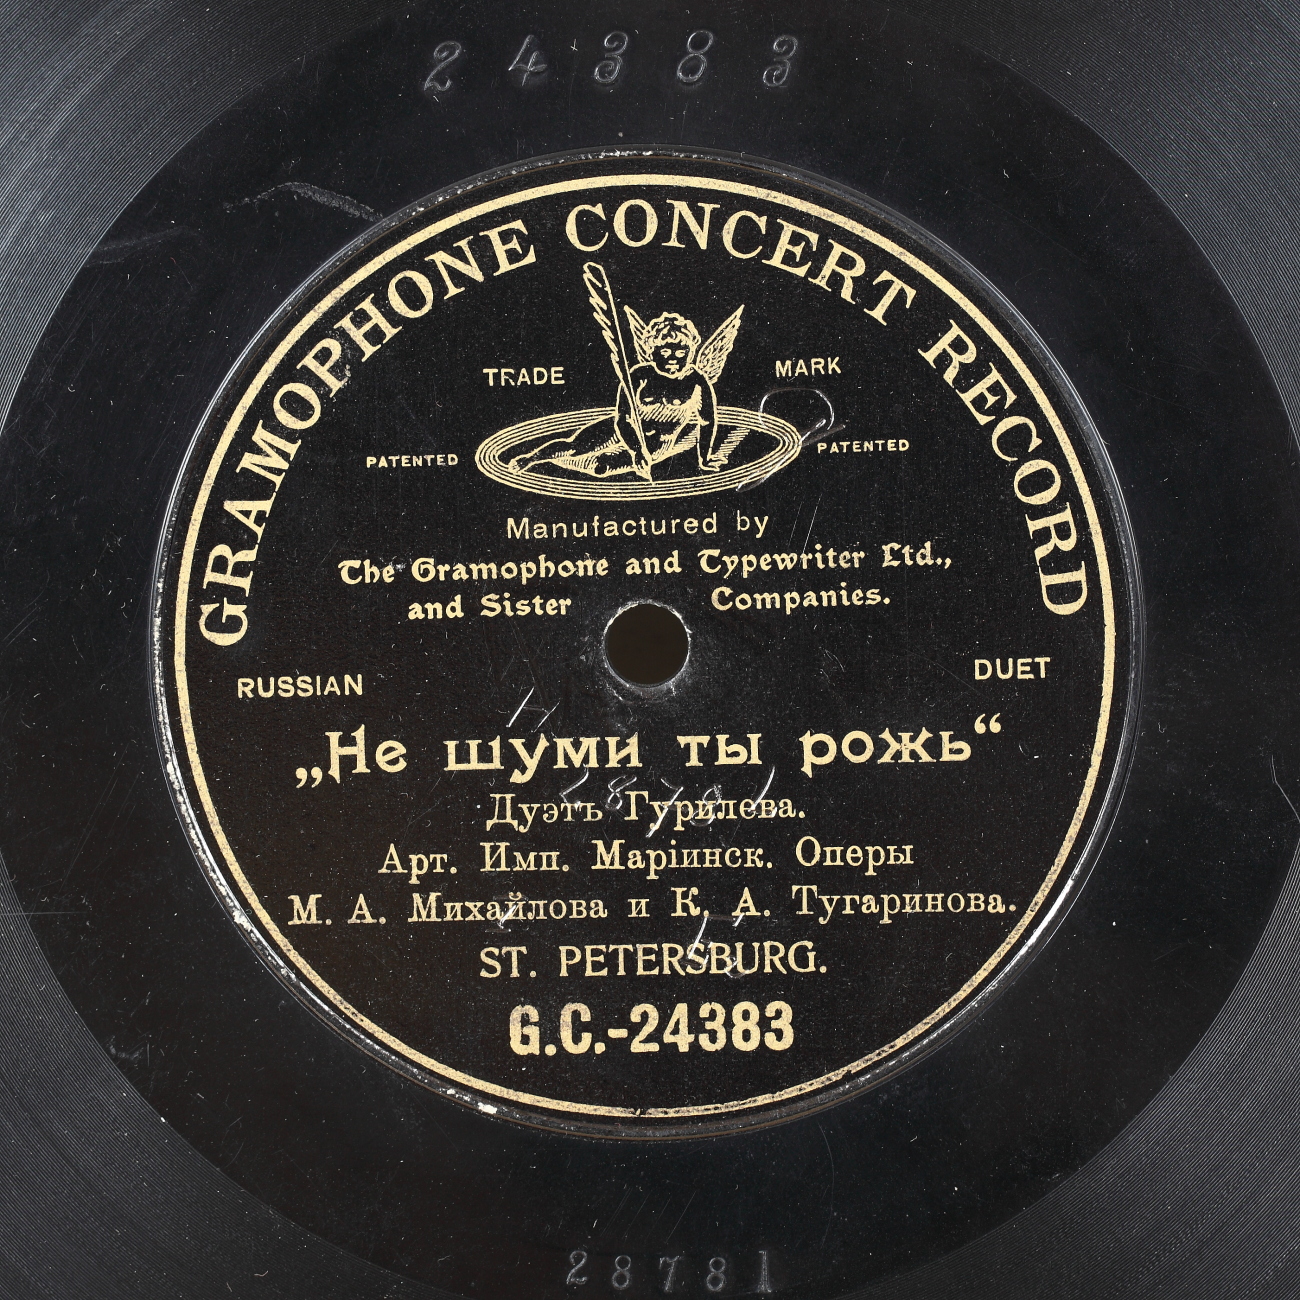 24383
GRAMOPHONE CONCERT RECORD
TRADE MARK
PATENTED PATENTED
Manufactured by
The Gramophone and Typewriter Ltd.,
and Sister Companies.
RUSSIAN DUET
„Не шуми ты рожь“
Дуэтъ Гурилева.
Арт. Имп. Марiинск. Оперы
М. А. Михайлова и К. А. Тугаринова.
ST. PETERSBURG.
G.C.-24383
28781